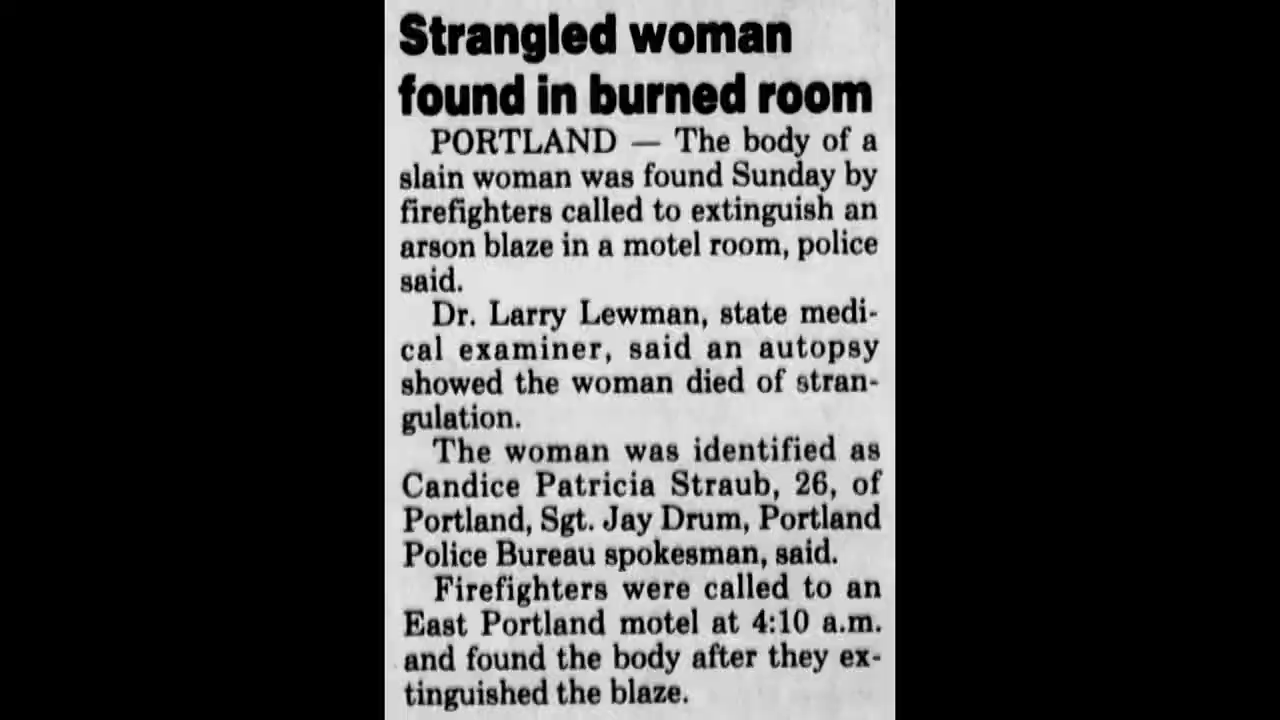 Strangled woman
found in burned room
PORTLAND — The body of a
slain woman was found Sunday by
firefighters called to extinguish an
arson blaze in a motel room, police
said.
Dr. Larry Lewman, state medi-
cal examiner, said an autopsy
showed the woman died of stran-
gulation.
The woman was identified as
Candice Patricia Straub, 26, of
Portland, Sgt. Jay Drum, Portland
Police Bureau spokesman, said.
Firefighters were called to an
East Portland motel at 4:10 a.m.
and found the body after they ex-
tinguished the blaze.